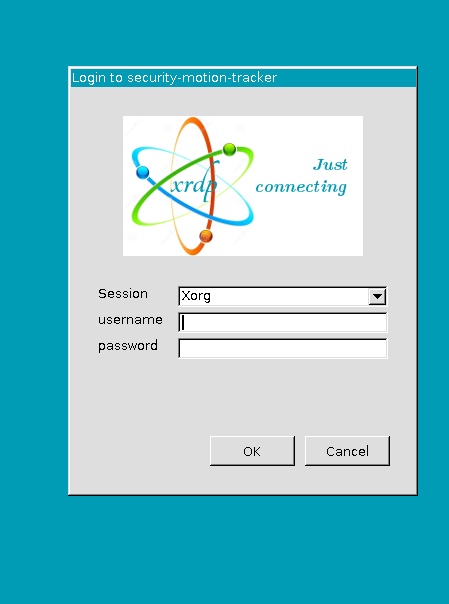 Login to security-motion-tracker
xrdp
Just
connecting
Session
Xorg
username
password
OK
Cancel